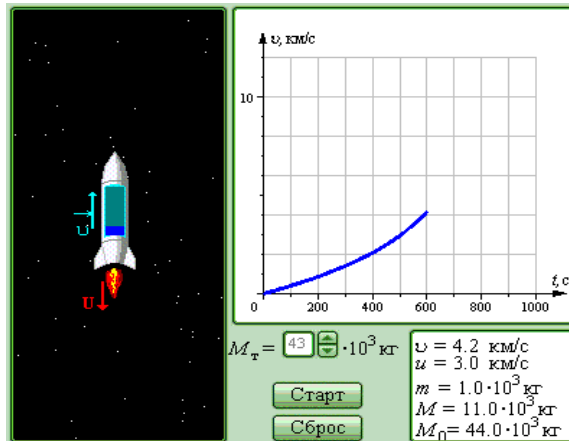 υ, км/с
10
0
200
400
600
800
1000
t, с
υ
u
Mт = 43 · 10³ кг
Старт
Сброс
υ = 4.2 км/с
u = 3.0 км/с
m = 1.0·10³ кг
M = 11.0·10³ кг
M₀ = 44.0·10³ кг